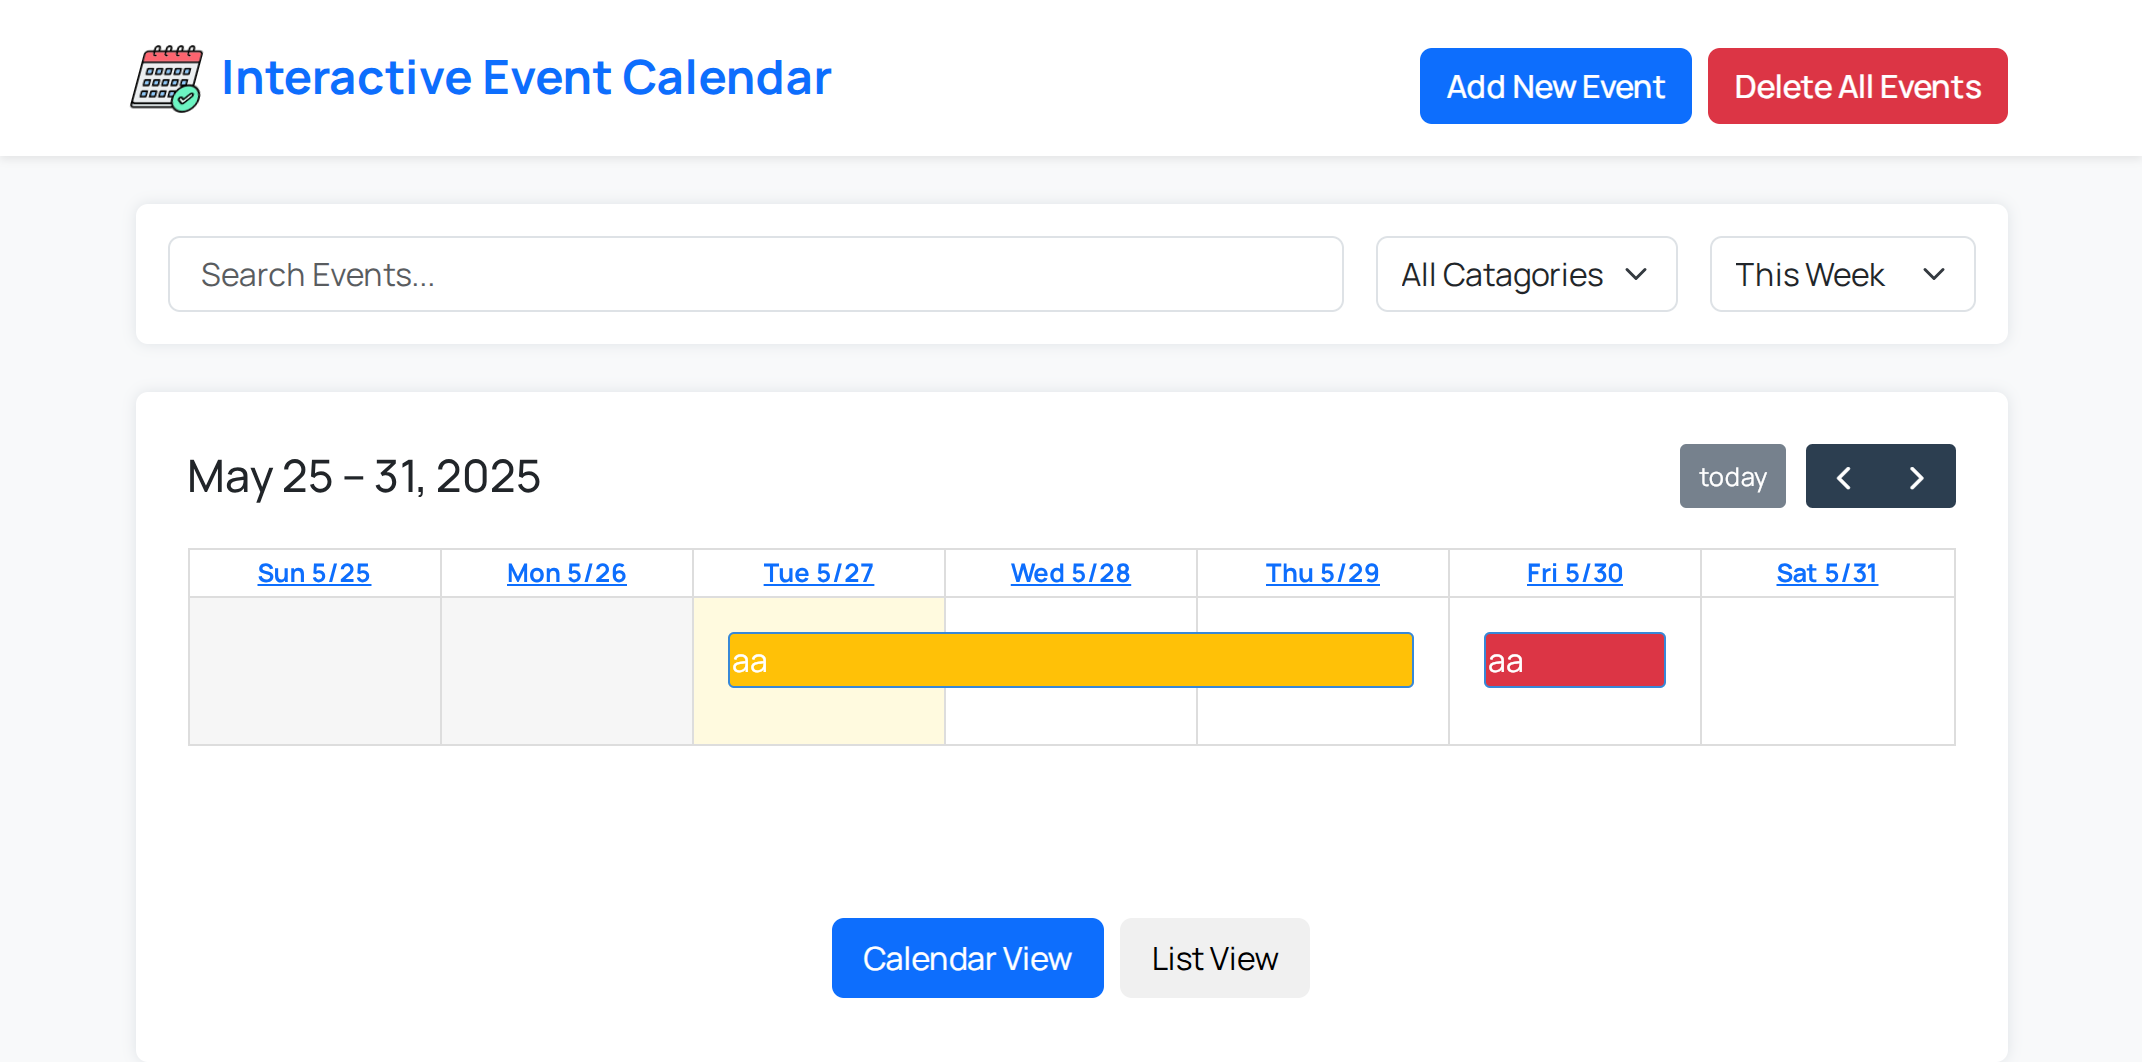 Interactive Event Calendar
Add New Event
Delete All Events
Search Events...
All Catagories
This Week
May 25 – 31, 2025
today
Sun 5/25
Mon 5/26
Tue 5/27
Wed 5/28
Thu 5/29
Fri 5/30
Sat 5/31
aa
aa
Calendar View
List View